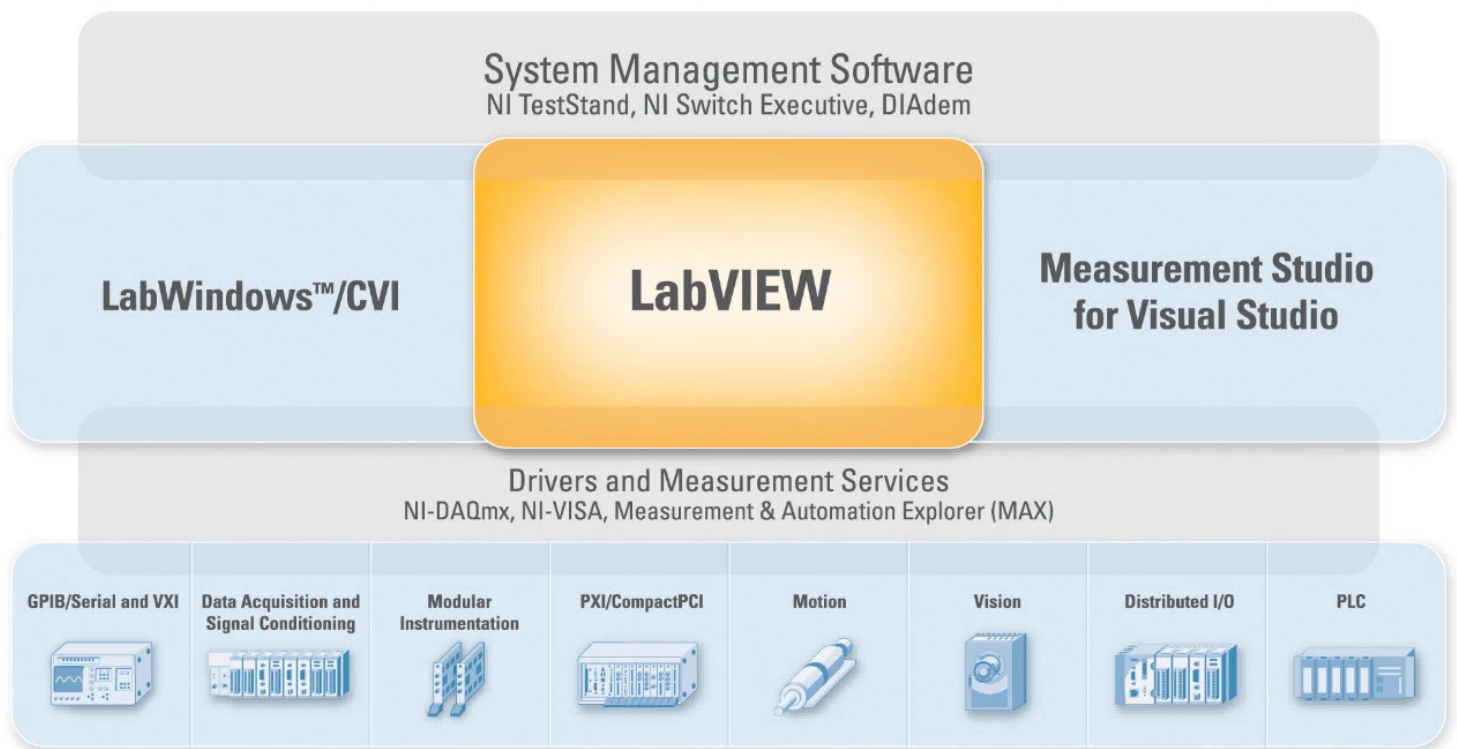 System Management Software
NI TestStand, NI Switch Executive, DIAdem
LabWindows™/CVI
LabVIEW
Measurement Studio
for Visual Studio
Drivers and Measurement Services
NI-DAQmx, NI-VISA, Measurement & Automation Explorer (MAX)
GPIB/Serial and VXI
Data Acquisition and
Signal Conditioning
Modular
Instrumentation
PXI/CompactPCI
Motion
Vision
Distributed I/O
PLC